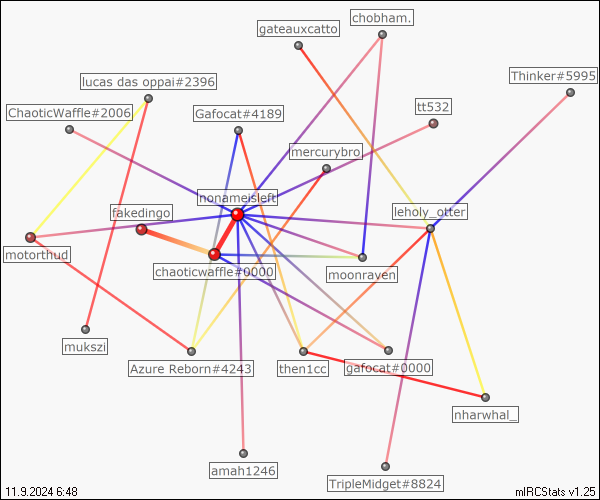 chobham.
gateauxcatto
Thinker#5995
lucas das oppai#2396
tt532
ChaoticWaffle#2006
Gafocat#4189
mercurybro
nonameisleft
fakedingo
leholy_otter
motorthud
chaoticwaffle#0000
moonraven
mukszi
Azure Reborn#4243
then1cc
gafocat#0000
nharwhal_
amah1246
TripleMidget#8824
11.9.2024 6:48
mIRCStats v1.25